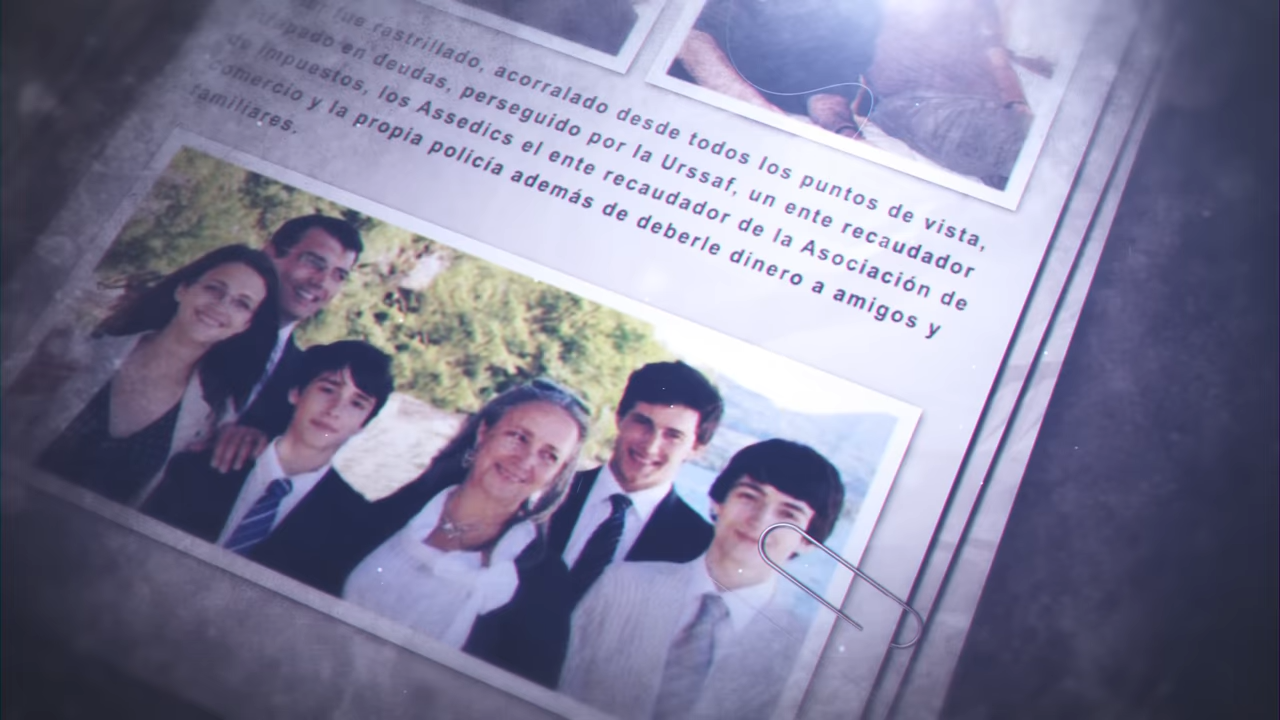 fue rastrillado, acorralado desde todos los puntos de vista,
en deudas, perseguido por la Urssaf, un ente recaudador
de impuestos, los Assedics el ente recaudador de la Asociación de
comercio y la propia policía además de deberle dinero a amigos y
familiares.